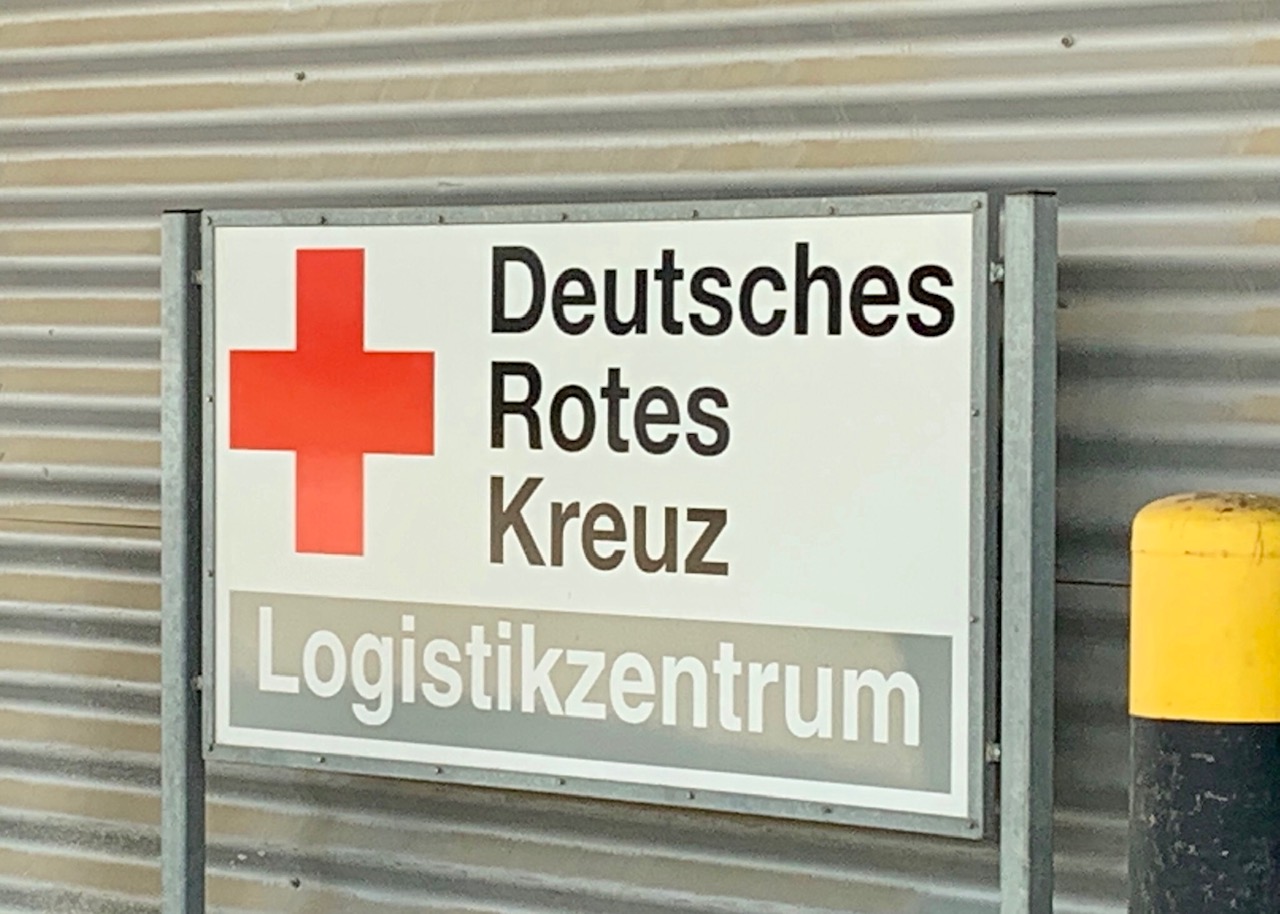 Deutsches
Rotes
Kreuz
Logistikzentrum